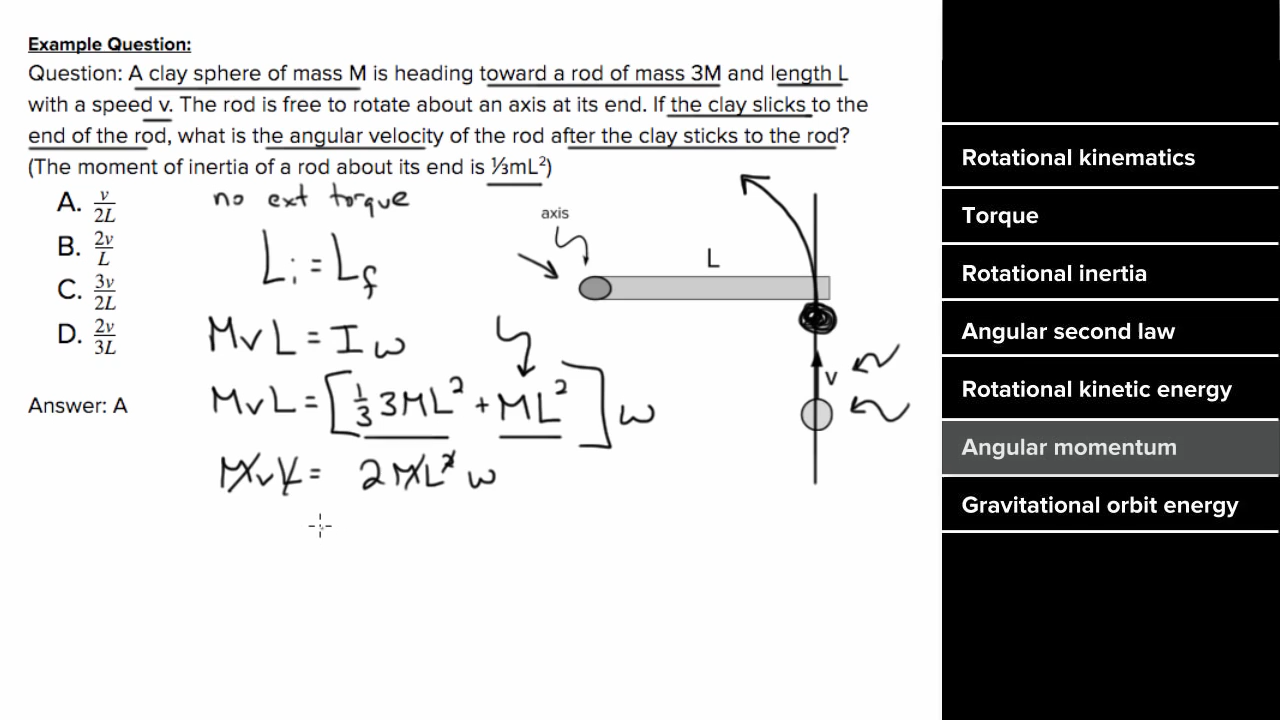 Example Question:
Question: A clay sphere of mass M is heading toward a rod of mass 3M and length L
with a speed v. The rod is free to rotate about an axis at its end. If the clay slicks to the
end of the rod, what is the angular velocity of the rod after the clay sticks to the rod?
(The moment of inertia of a rod about its end is ⅓mL²)
A. v/2L
B. 2v/L
C. 3v/2L
D. 2v/3L
Answer: A
no ext torque
Lᵢ = L_f
MvL = Iω
MvL = [⅓3ML² + ML²]ω
MvL = 2ML²ω
axis
L
v
Rotational kinematics
Torque
Rotational inertia
Angular second law
Rotational kinetic energy
Angular momentum
Gravitational orbit energy